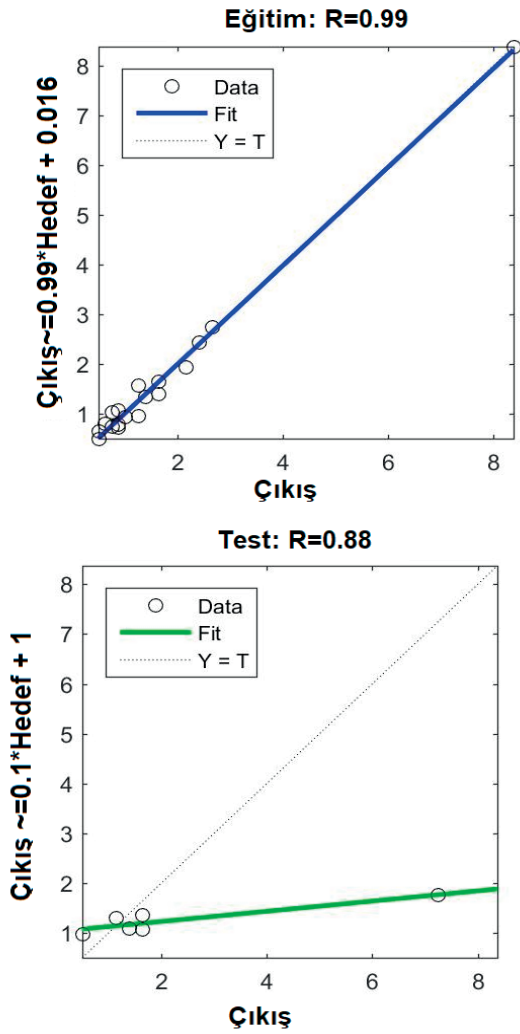 Eğitim: R=0.99
Çıkış~=0.99*Hedef + 0.016
8
7
6
5
4
3
2
1
Data
Fit
Y = T
2
4
6
8
Çıkış
Test: R=0.88
Çıkış ~=0.1*Hedef + 1
8
7
6
5
4
3
2
1
Data
Fit
Y = T
2
4
6
8
Çıkış